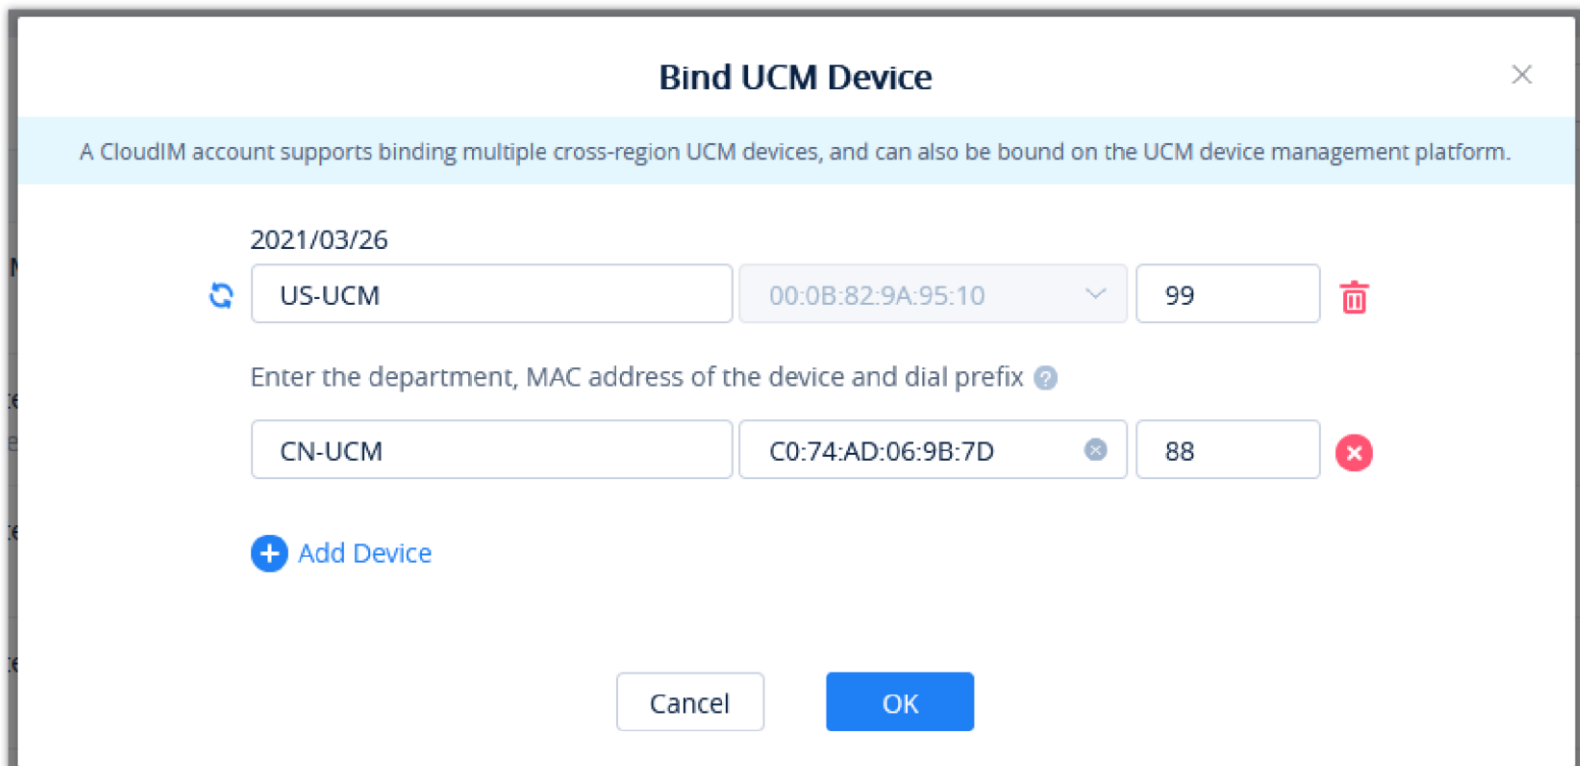 Bind UCM Device
A CloudIM account supports binding multiple cross-region UCM devices, and can also be bound on the UCM device management platform.
2021/03/26
US-UCM 00:0B:82:9A:95:10 99
Enter the department, MAC address of the device and dial prefix ?
CN-UCM C0:74:AD:06:9B:7D 88
Add Device
Cancel OK